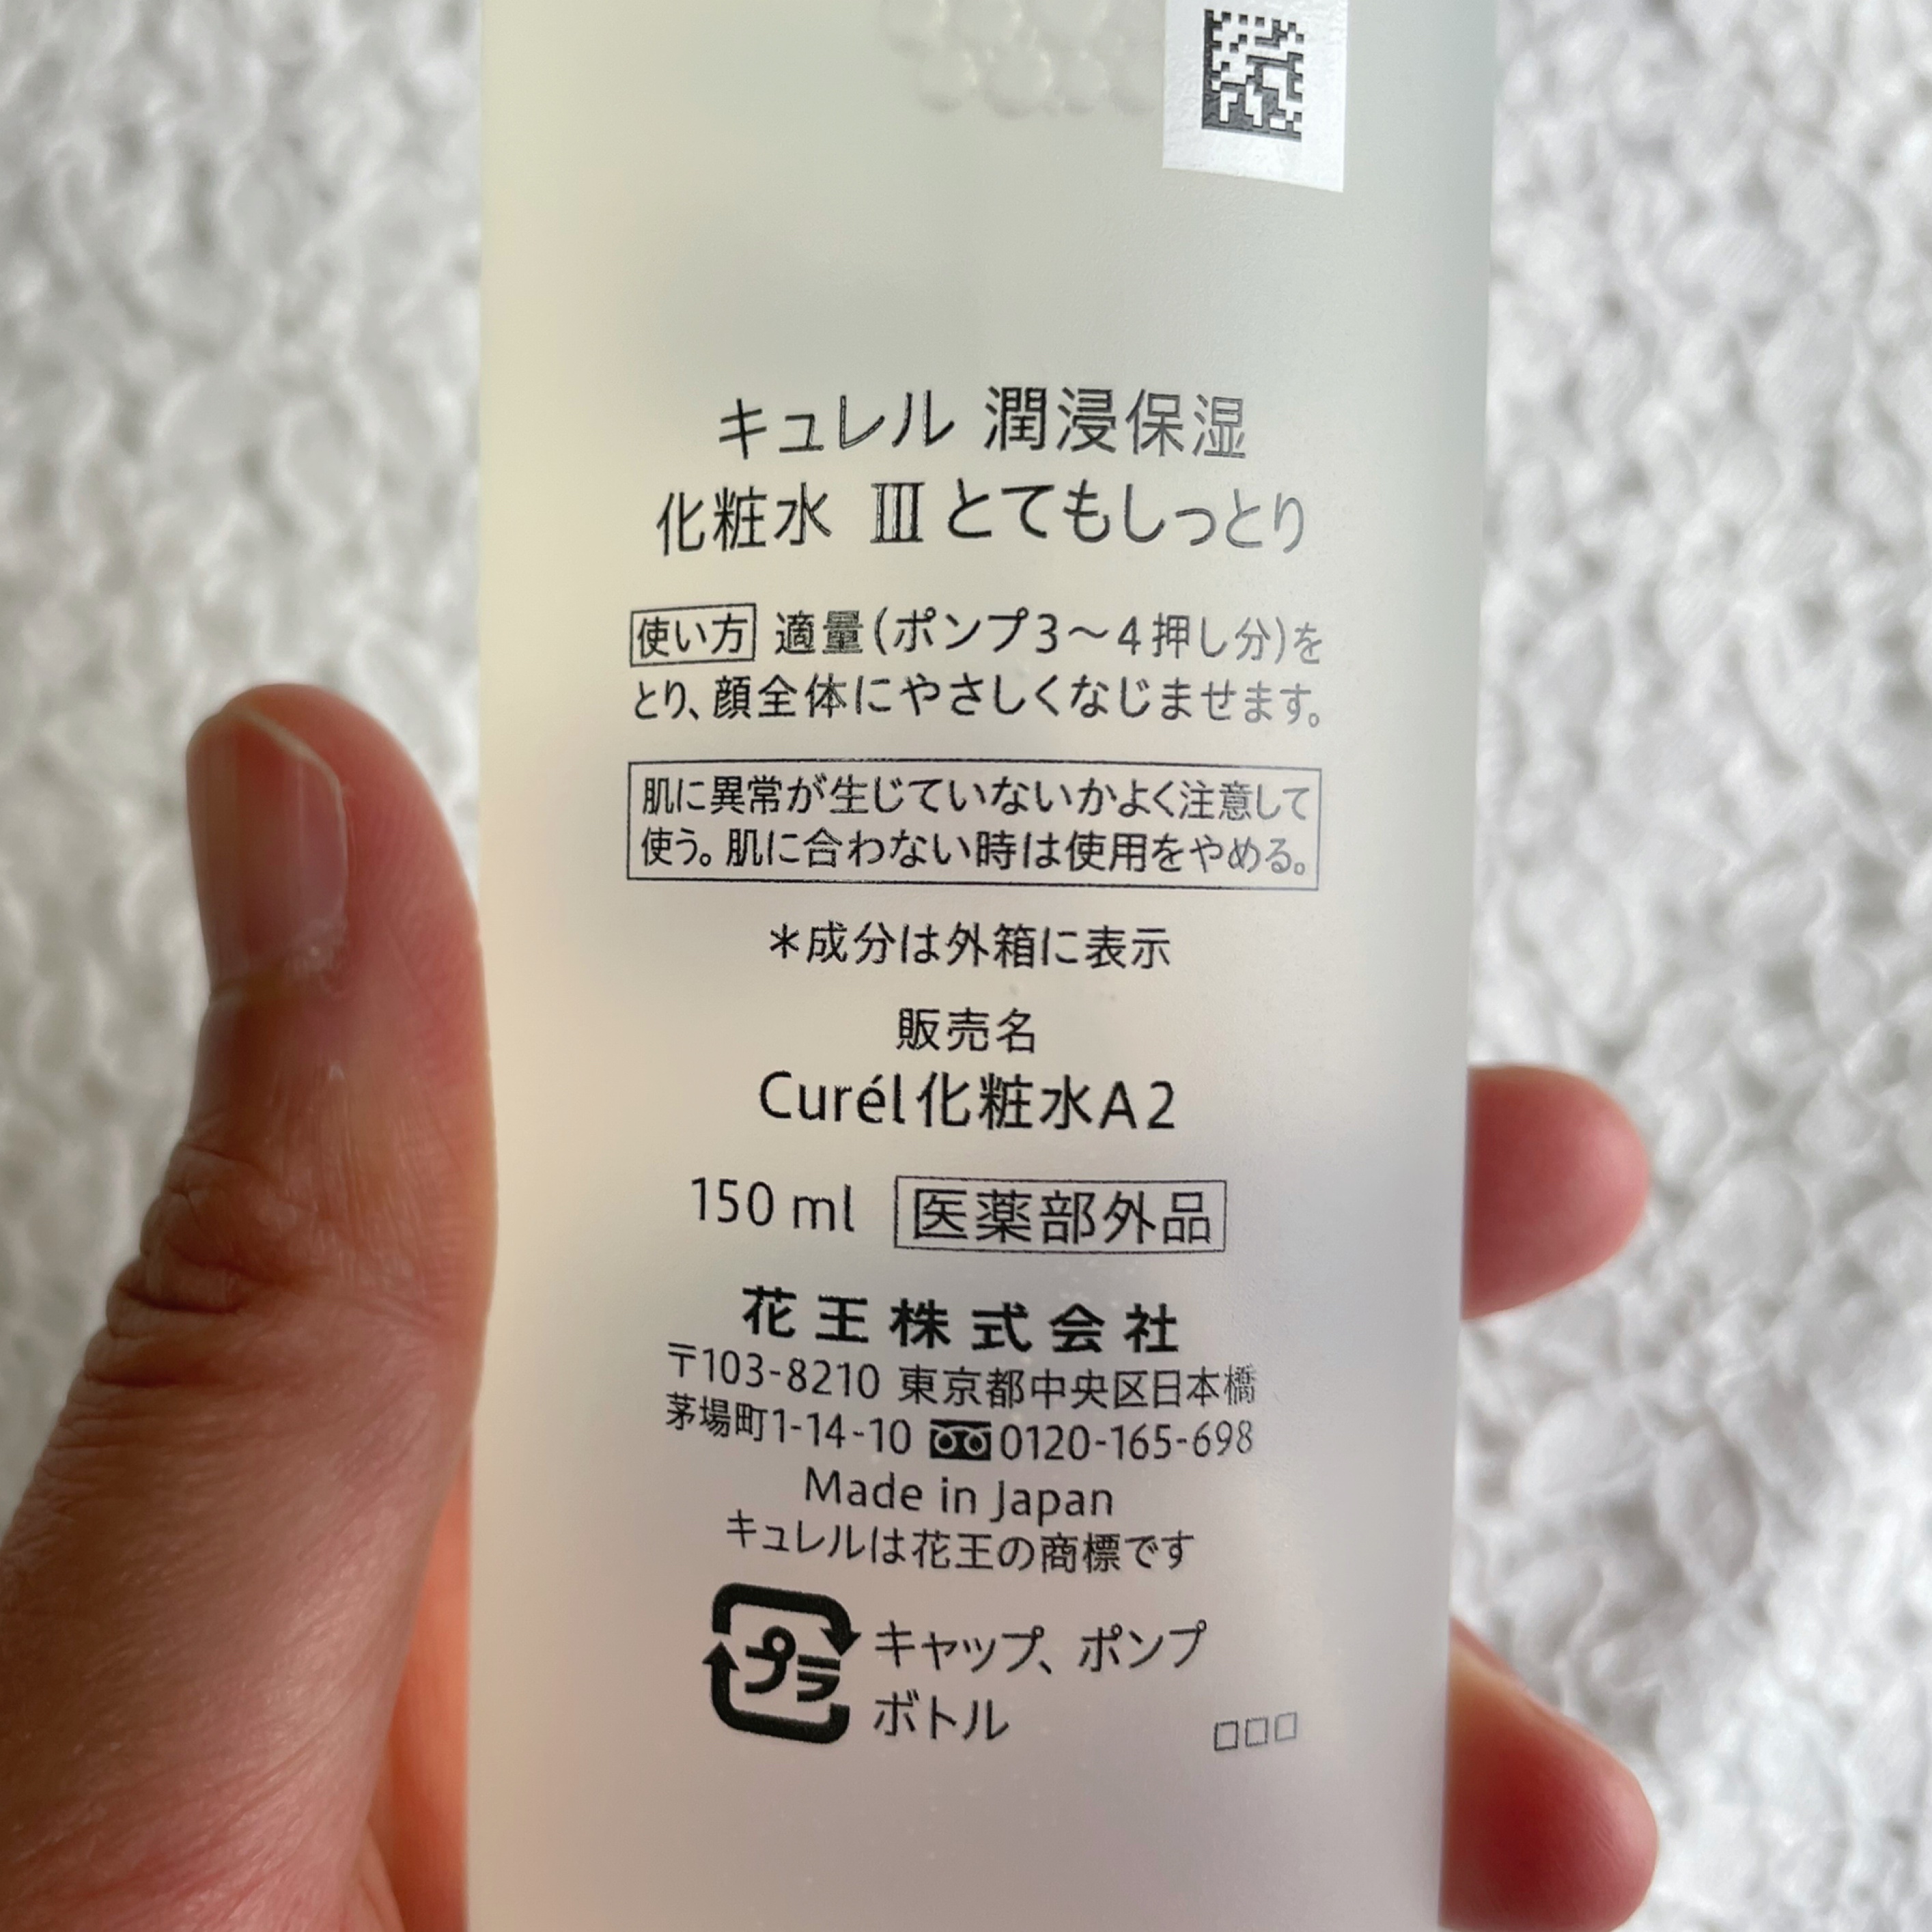 キュレル 潤浸保湿
化粧水 Ⅲ とてもしっとり
使い方 適量(ポンプ3〜4押し分)を
とり、顔全体にやさしくなじませます。
肌に異常が生じていないかよく注意して
使う。肌に合わない時は使用をやめる。
*成分は外箱に表示
販売名
Curél化粧水A2
150 ml 医薬部外品
花王株式会社
〒103-8210 東京都中央区日本橋
茅場町1-14-10 0120-165-698
Made in Japan
キュレルは花王の商標です
プラ キャップ、ポンプ
ボトル